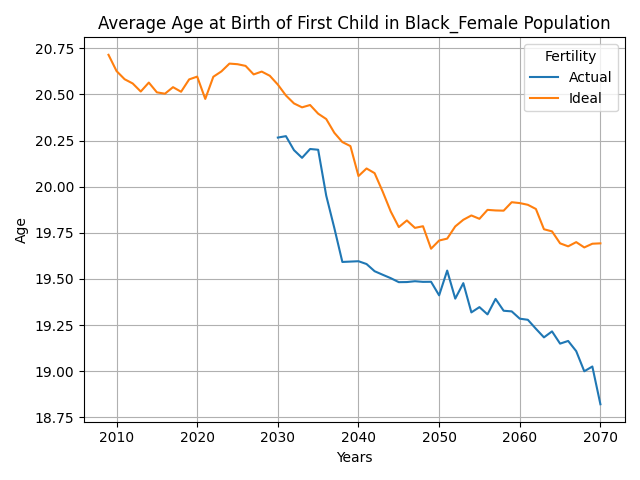 Average Age at Birth of First Child in Black_Female Population
Fertility
Actual
Ideal
Age
20.75
20.50
20.25
20.00
19.75
19.50
19.25
19.00
18.75
2010 2020 2030 2040 2050 2060 2070
Years